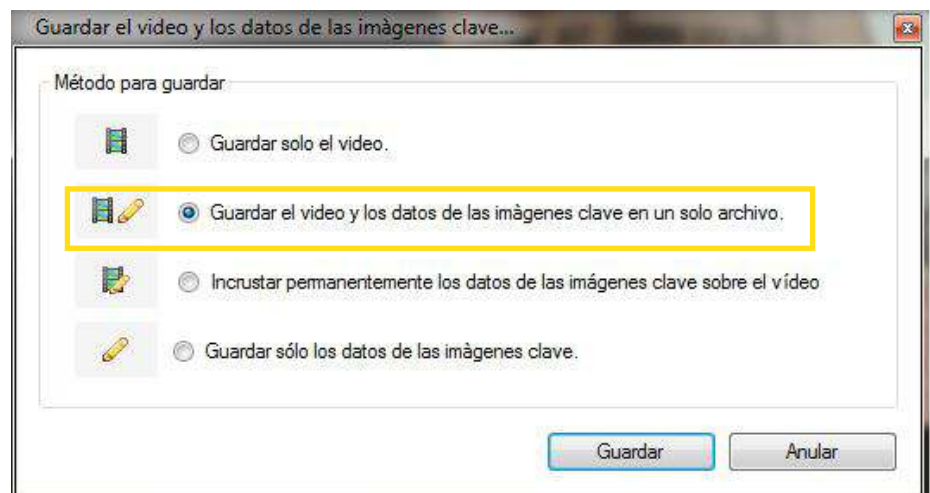 Guardar el video y los datos de las imàgenes clave...
Método para guardar
Guardar solo el video.
Guardar el video y los datos de las imàgenes clave en un solo archivo.
Incrustar permanentemente los datos de las imágenes clave sobre el vídeo
Guardar sólo los datos de las imàgenes clave.
Guardar
Anular